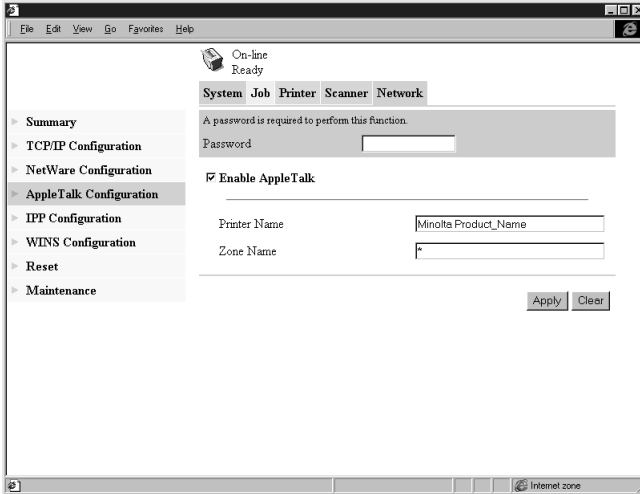 File Edit View Go Favorites Help
On-line
Ready
System Job Printer Scanner Network
Summary
TCP/IP Configuration
NetWare Configuration
AppleTalk Configuration
IPP Configuration
WINS Configuration
Reset
Maintenance
A password is required to perform this function.
Password
Enable AppleTalk
Printer Name Minolta Product_Name
Zone Name *
Apply Clear
Internet zone